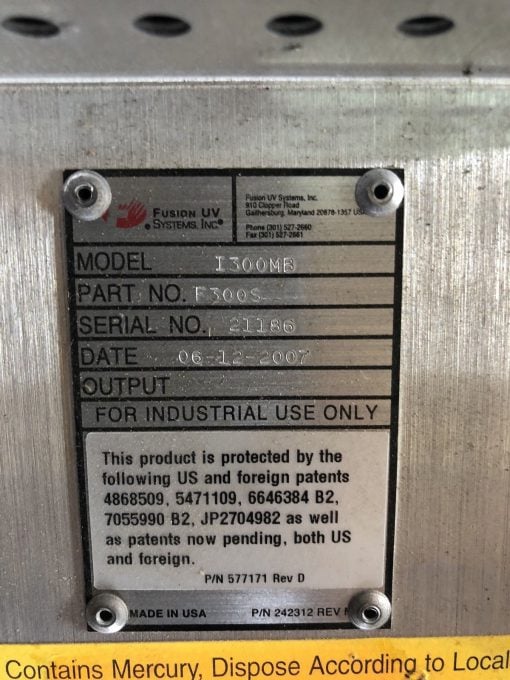 FUSION UV
SYSTEMS, INC.®
Fusion UV Systems, Inc.
910 Clopper Road
Gaithersburg, Maryland 20878-1357 USA
Phone (301) 527-2660
Fax (301) 527-2661
MODEL I300MB
PART NO. F300S
SERIAL NO. 21186
DATE 06-12-2007
OUTPUT
FOR INDUSTRIAL USE ONLY
This product is protected by the
following US and foreign patents
4868509, 5471109, 6646384 B2,
7055990 B2, JP2704982 as well
as patents now pending, both US
and foreign.
P/N 577171 Rev D
MADE IN USA P/N 242312 REV
Contains Mercury, Dispose According to Local